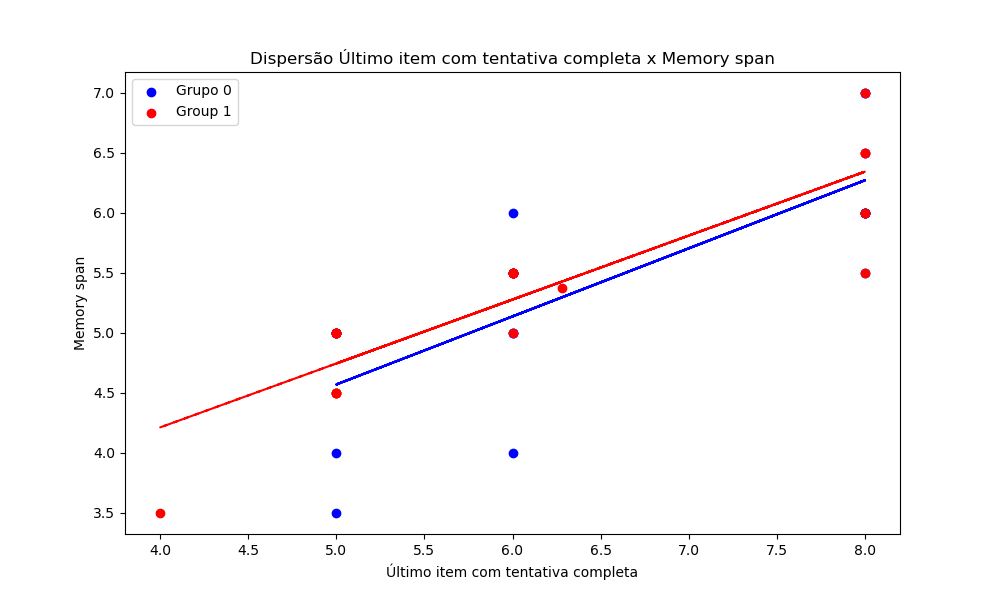 Dispersão Último item com tentativa completa x Memory span
Grupo 0
Group 1
7.0
6.5
6.0
5.5
5.0
4.5
4.0
3.5
Memory span
4.0 4.5 5.0 5.5 6.0 6.5 7.0 7.5 8.0
Último item com tentativa completa